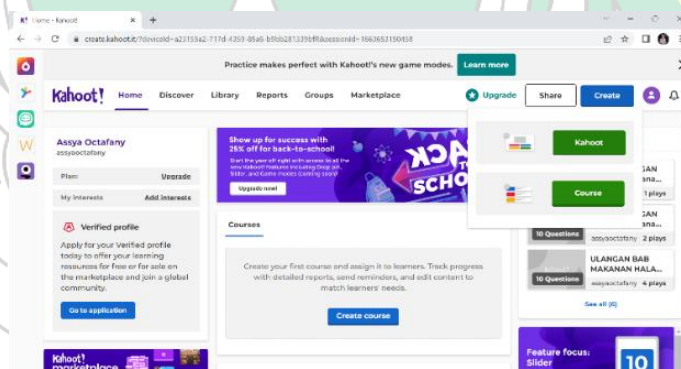 Home - Kahoot!
Practice makes perfect with Kahoot!'s new game modes. Learn more
Kahoot! Home Discover Library Reports Groups Marketplace Upgrade Share Create
Assya Octafany
assyaoctafany
Plan: Upgrade
My interests Add interests
Verified profile
Apply for your Verified profile
today to offer your learning
resources for free or for sale on
the marketplace and join a global
community.
Go to application
Kahoot!
marketplace
Show up for success with
25% off for back-to-school!
Upgrade now!
SCHO
Courses
Create your first course and assign it to learners. Track progress
with detailed reports, send reminders, and edit content to
match learners' needs.
Create course
Kahoot
Course
GAN
1 plays
GAN
10 Questions assyaoctafany 2 plays
ULANGAN BAB
MAKANAN HALA...
10 Questions assyaoctafany 4 plays
See all (6)
Feature focus:
Slider
10